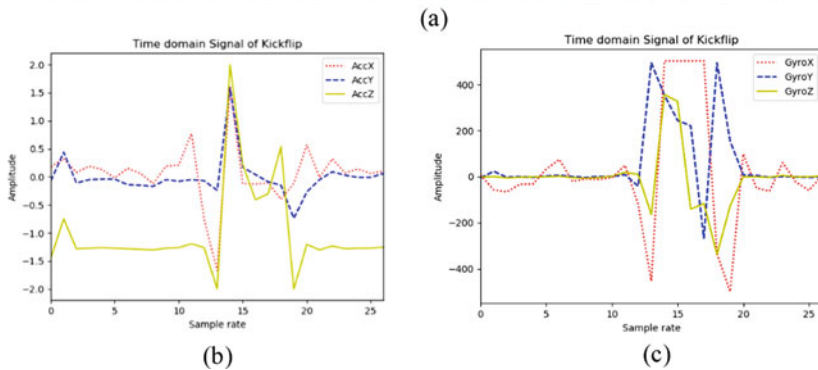 (a)
Time domain Signal of Kickflip
2.0
1.5
1.0
0.5
0.0
-0.5
-1.0
-1.5
-2.0
Amplitude
AccX
AccY
AccZ
0 5 10 15 20 25
Sample rate
(b)
Time domain Signal of Kickflip
400
200
0
-200
-400
Amplitude
GyroX
GyroY
GyroZ
0 5 10 15 20 25
Sample rate
(c)